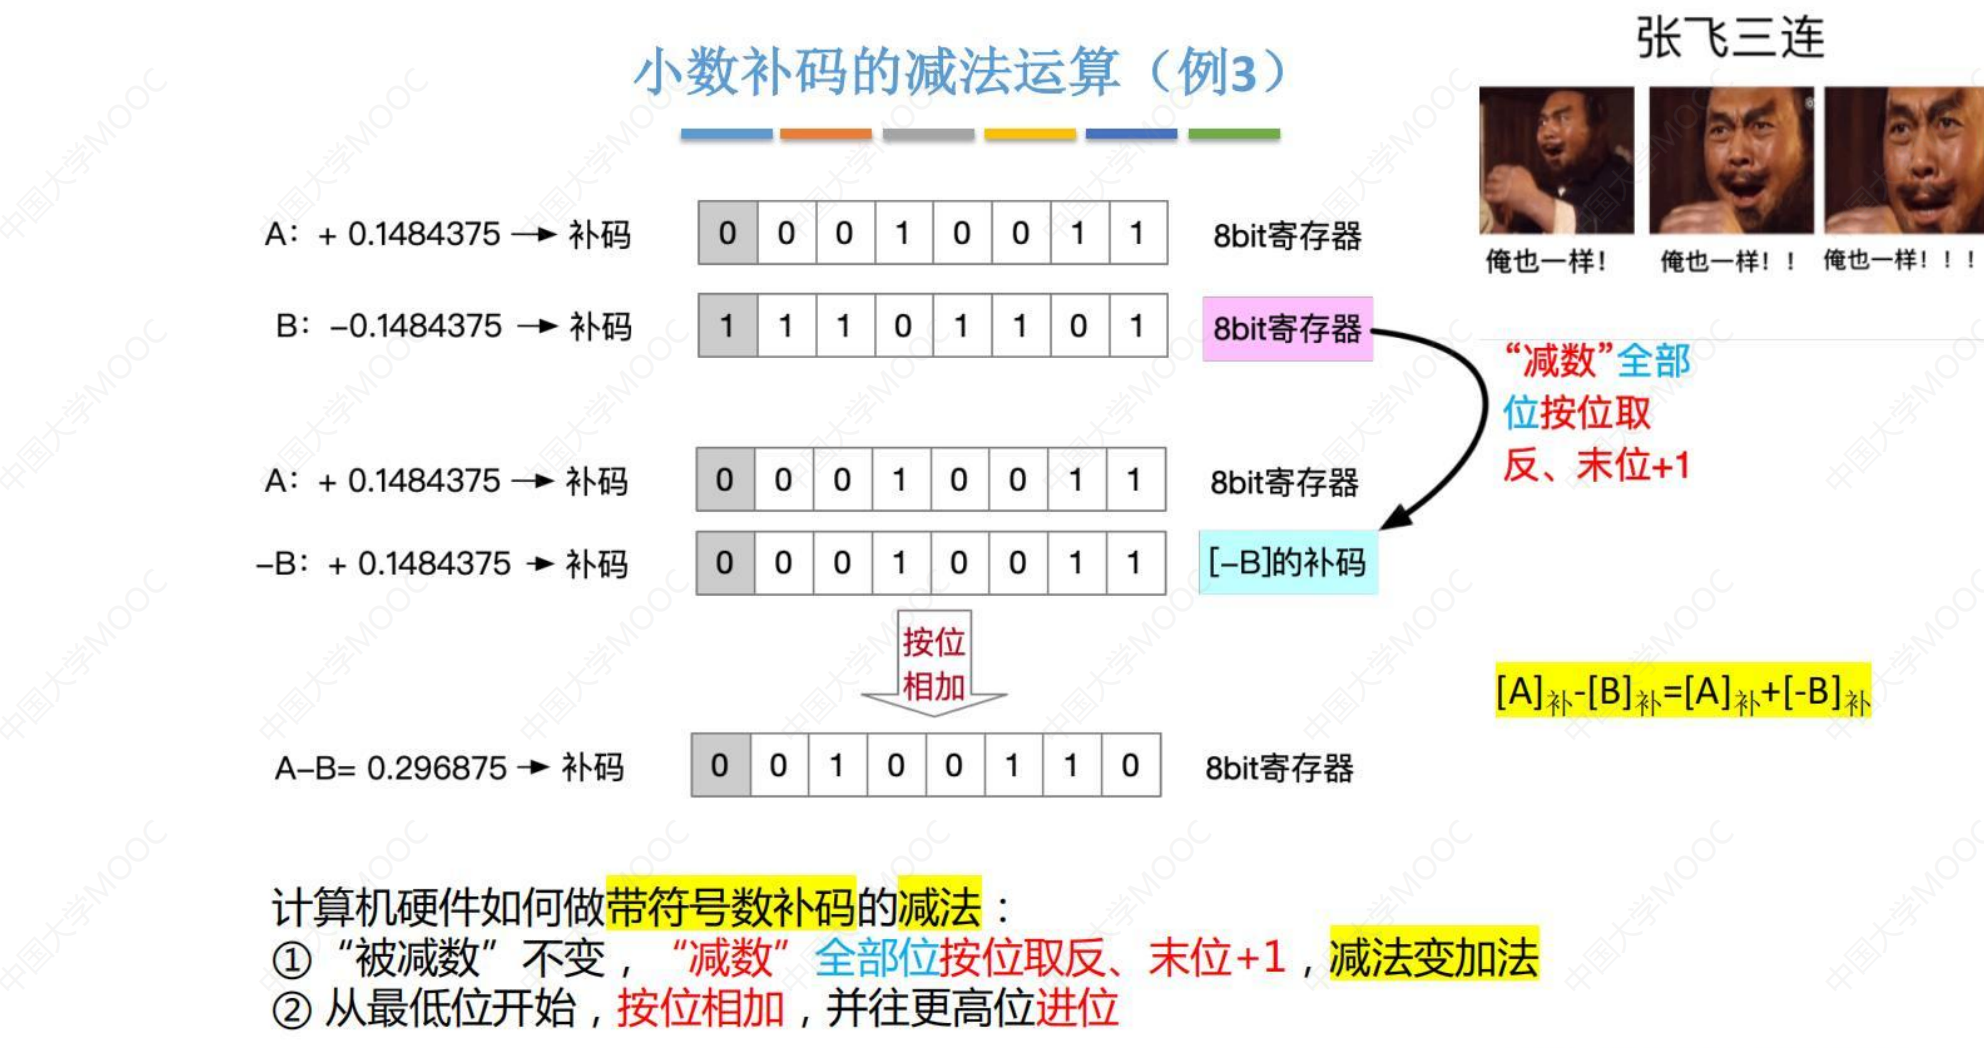 小数补码的减法运算（例3）
张飞三连
俺也一样！ 俺也一样！！ 俺也一样！！！
A: + 0.1484375 → 补码 0 0 0 1 0 0 1 1 8bit寄存器
B: -0.1484375 → 补码 1 1 1 0 1 1 0 1 8bit寄存器
“减数”全部
位按位取
反、末位+1
A: + 0.1484375 → 补码 0 0 0 1 0 0 1 1 8bit寄存器
-B: + 0.1484375 → 补码 0 0 0 1 0 0 1 1 [-B]的补码
按位
相加
[A]补-[B]补=[A]补+[-B]补
A-B= 0.296875 → 补码 0 0 1 0 0 1 1 0 8bit寄存器
计算机硬件如何做带符号数补码的减法：
① “被减数”不变，“减数”全部位按位取反、末位+1，减法变加法
② 从最低位开始，按位相加，并往更高位进位
中国大学MOOC